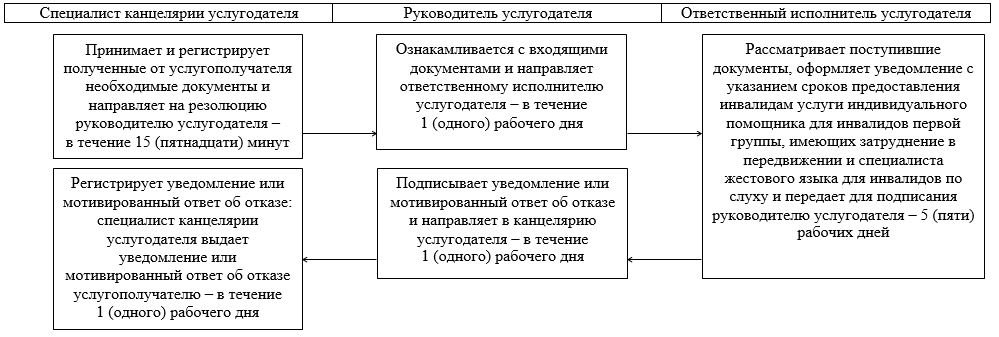 Специалист канцелярии услугодателя
Руководитель услугодателя
Ответственный исполнитель услугодателя
Принимает и регистрирует
полученные от услугополучателя
необходимые документы и
направляет на резолюцию
руководителю услугодателя –
в течение 15 (пятнадцати) минут
Ознакамливается с входящими
документами и направляет
ответственному исполнителю
услугодателя – в течение
1 (одного) рабочего дня
Рассматривает поступившие
документы, оформляет уведомление с
указанием сроков предоставления
инвалидам услуги индивидуального
помощника для инвалидов первой
группы, имеющих затруднение в
передвижении и специалиста
жестового языка для инвалидов по
слуху и передает для подписания
руководителю услугодателя – 5 (пяти)
рабочих дней
Подписывает уведомление или
мотивированный ответ об отказе
и направляет в канцелярию
услугодателя – в течение
1 (одного) рабочего дня
Регистрирует уведомление или
мотивированный ответ об отказе:
специалист канцелярии
услугодателя выдает
уведомление или
мотивированный ответ об отказе
услугополучателю – в течение
1 (одного) рабочего дня